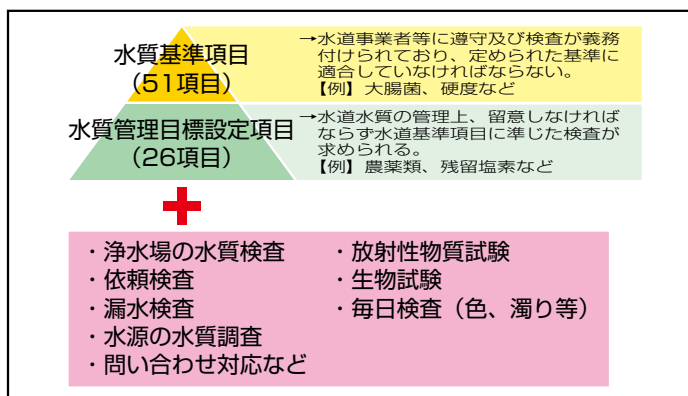 水質基準項目
(51項目)
→水道事業者等に遵守及び検査が義務
付けられており、定められた基準に
適合していなければならない。
【例】大腸菌、硬度など
水質管理目標設定項目
(26項目)
→水道水質の管理上、留意しなければ
ならず水道基準項目に準じた検査が
求められる。
【例】農薬類、残留塩素など
・浄水場の水質検査
・依頼検査
・漏水検査
・水源の水質調査
・問い合わせ対応など
・放射性物質試験
・生物試験
・毎日検査（色、濁り等）